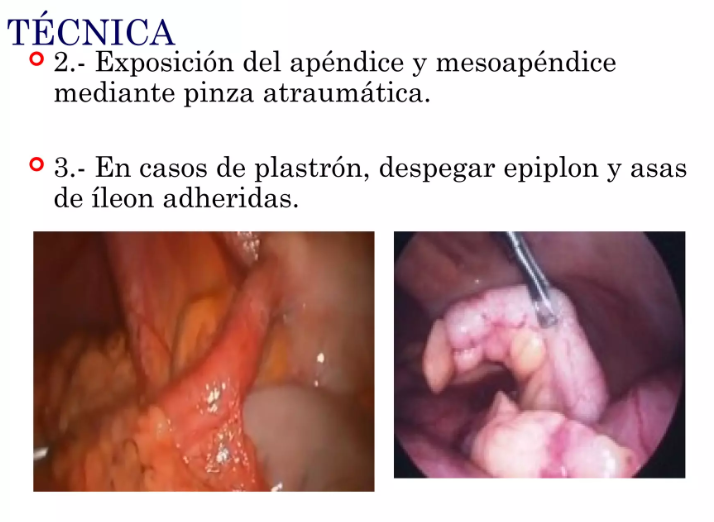 TÉCNICA
2.- Exposición del apéndice y mesoapéndice
mediante pinza atraumática.
3.- En casos de plastrón, despegar epiplon y asas
de íleon adheridas.